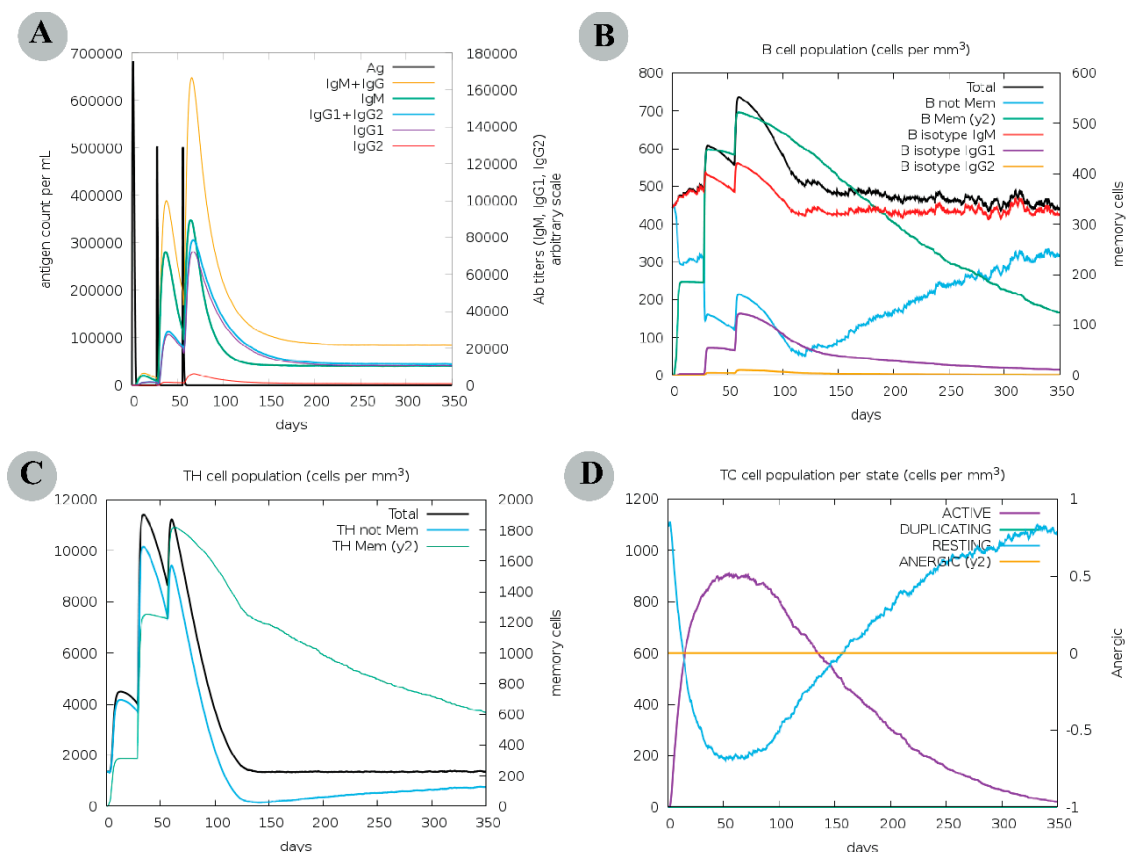 A
700000
600000
500000
400000
300000
200000
100000
0
antigen count per mL
180000
160000
140000
120000
100000
80000
60000
40000
20000
0
Ab titers (IgM, IgG1, IgG2)
arbitrary scale
Ag
IgM+IgG
IgM
IgG1+IgG2
IgG1
IgG2
0 50 100 150 200 250 300 350
days
B
B cell population (cells per mm³)
800
700
600
500
400
300
200
100
0
600
500
400
300
200
100
0
memory cells
Total
B not Mem
B Mem (y2)
B isotype IgM
B isotype IgG1
B isotype IgG2
0 50 100 150 200 250 300 350
days
C
TH cell population (cells per mm³)
12000
10000
8000
6000
4000
2000
0
2000
1800
1600
1400
1200
1000
800
600
400
200
0
memory cells
Total
TH not Mem
TH Mem (y2)
0 50 100 150 200 250 300 350
days
D
TC cell population per state (cells per mm³)
1200
1000
800
600
400
200
0
1
0.5
0
-0.5
-1
Anergic
ACTIVE
DUPLICATING
RESTING
ANERGIC (y2)
0 50 100 150 200 250 300 350
days